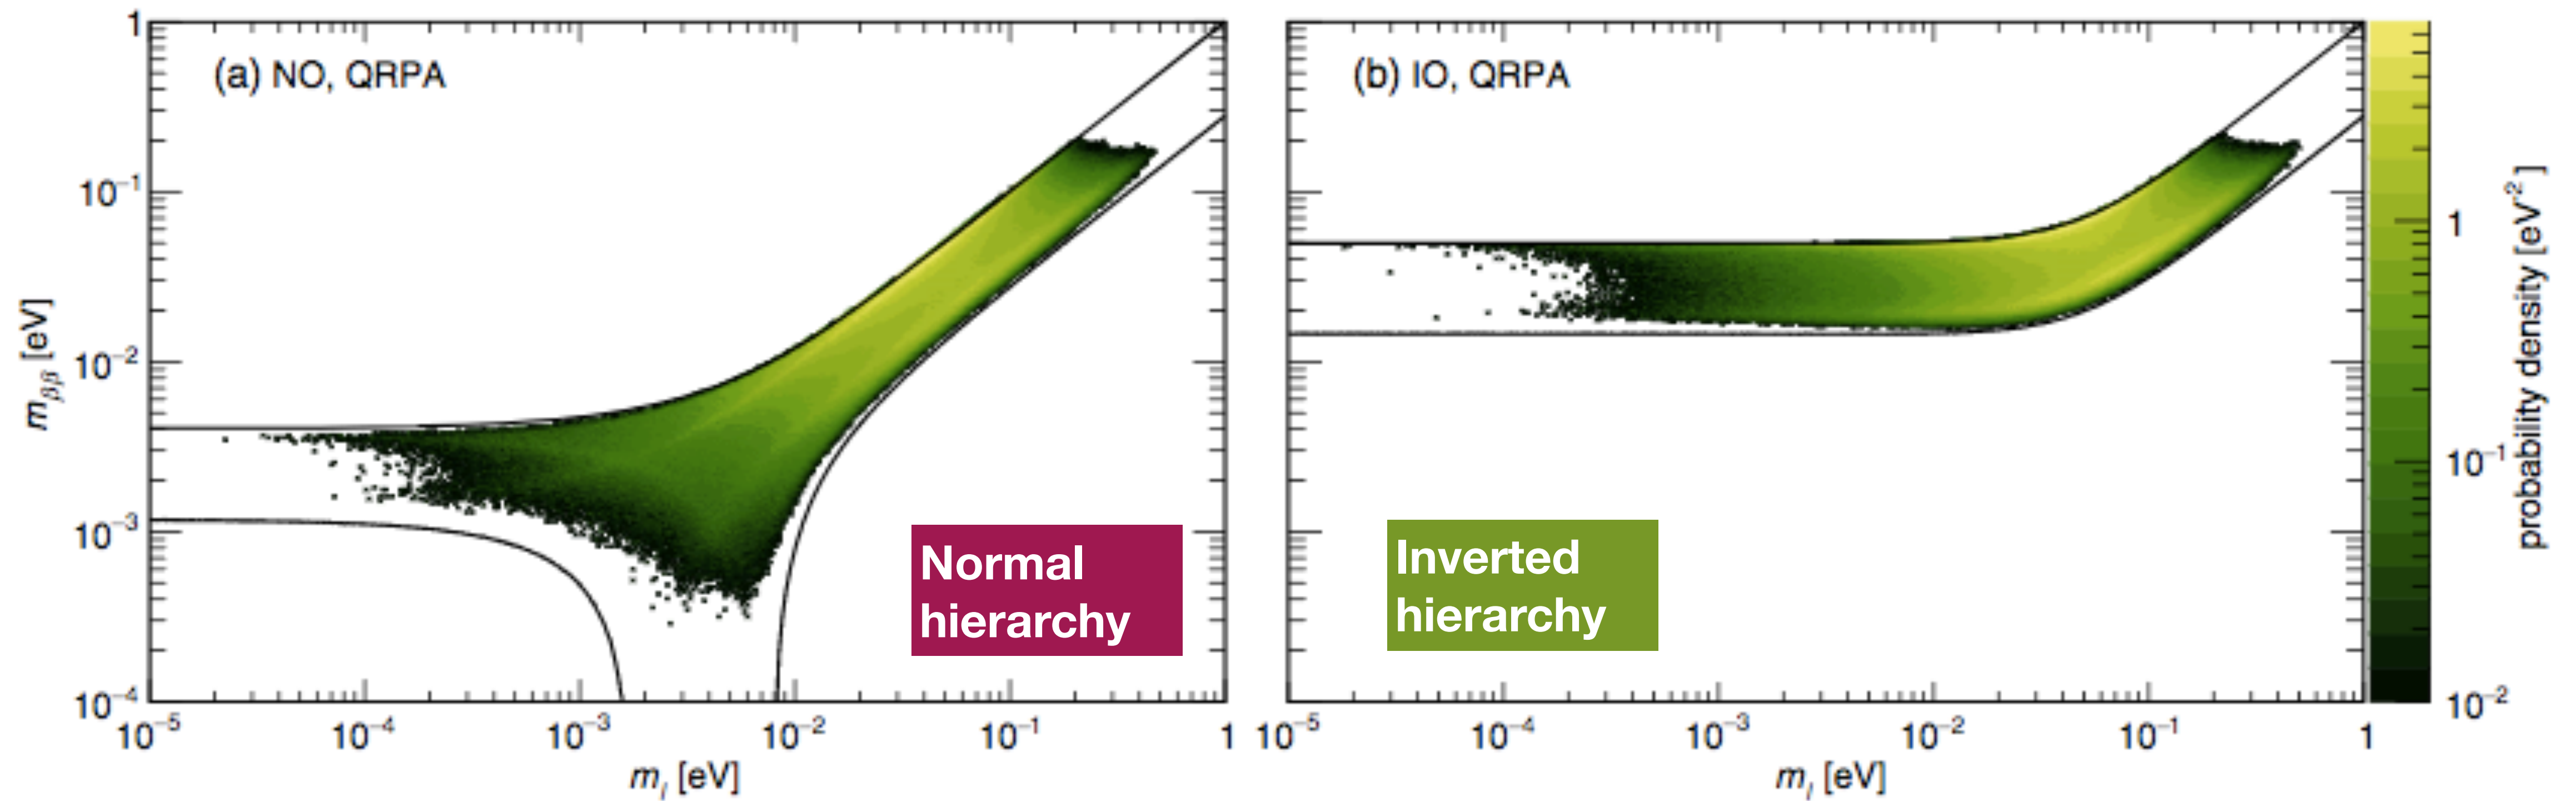 (a) NO, QRPA
(b) IO, QRPA
1
10⁻¹
10⁻²
10⁻³
10⁻⁴
m_ββ [eV]
Normal
hierarchy
Inverted
hierarchy
10⁻⁵ 10⁻⁴ 10⁻³ 10⁻² 10⁻¹ 1
10⁻⁵ 10⁻⁴ 10⁻³ 10⁻² 10⁻¹ 1
m_l [eV]
m_l [eV]
1
10⁻¹
10⁻²
probability density [eV⁻²]